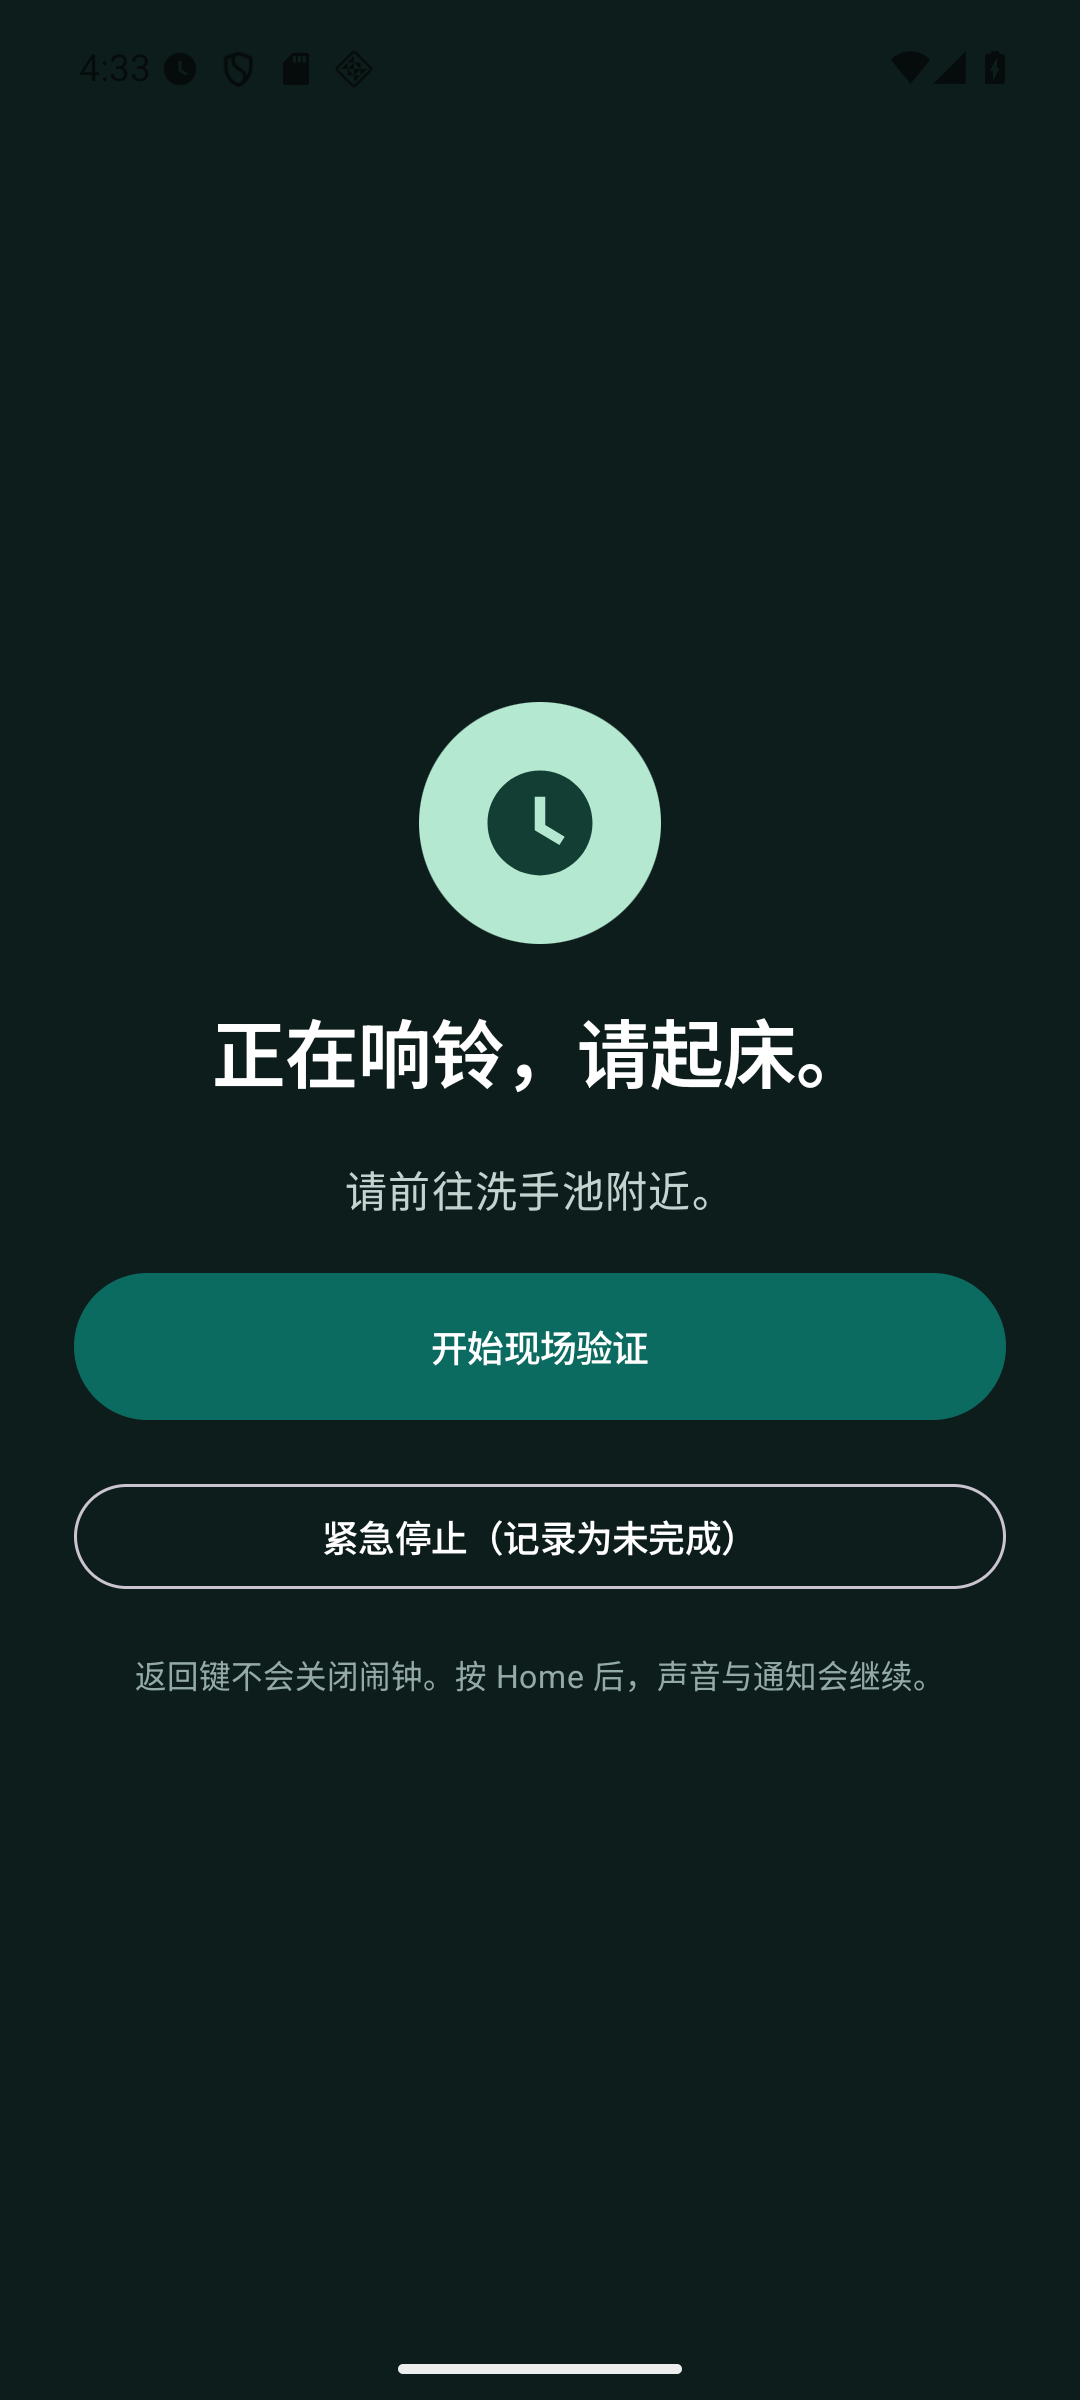 4:33
正在响铃，请起床。
请前往洗手池附近。
开始现场验证
紧急停止（记录为未完成）
返回键不会关闭闹钟。按 Home 后，声音与通知会继续。